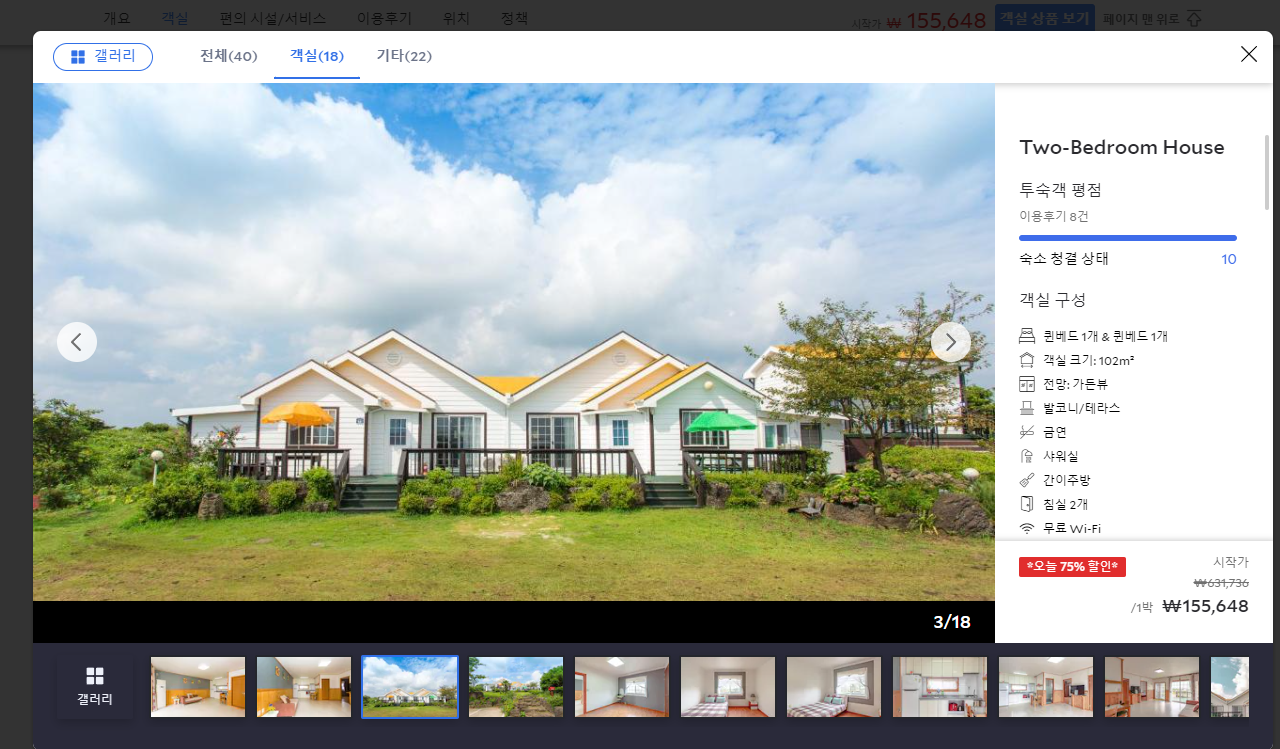 개요 객실 편의 시설/서비스 이용후기 위치 정책 시작가 ₩ 155,648 객실 상품 보기 페이지 맨 위로
갤러리 전체(40) 객실(18) 기타(22)
Two-Bedroom House
투숙객 평점
이용후기 8건
숙소 청결 상태 10
객실 구성
퀸베드 1개 & 퀸베드 1개
객실 크기: 102m²
전망: 가든뷰
발코니/테라스
금연
샤워실
간이주방
침실 2개
무료 Wi-Fi
*오늘 75% 할인* 시작가
₩631,736
/1박 ₩155,648
3/18
갤러리